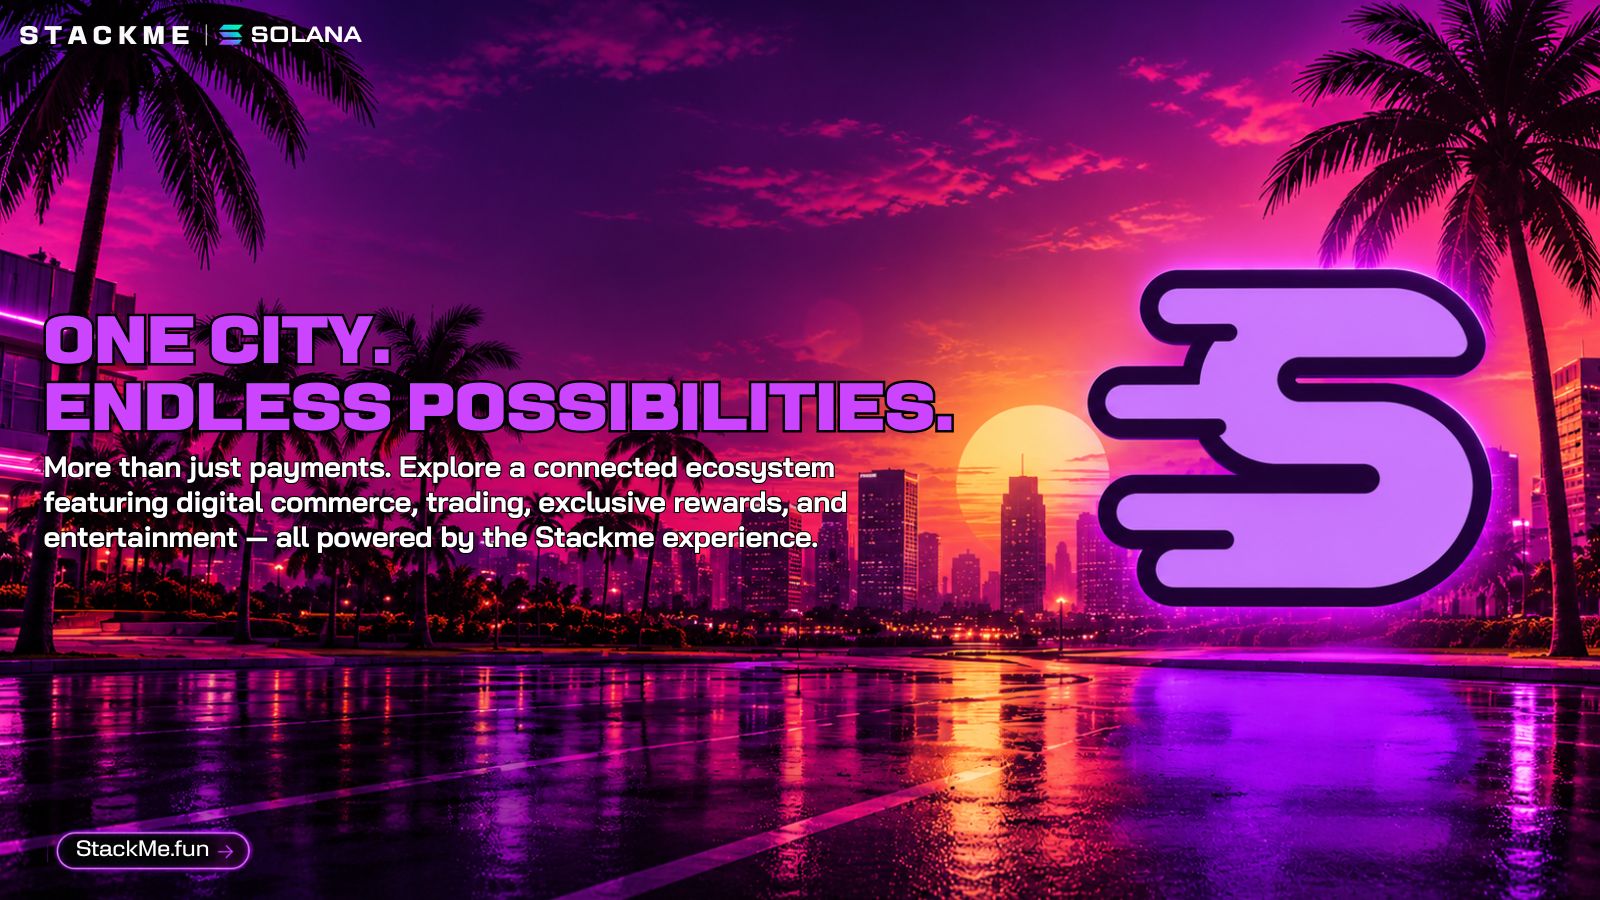 STACKME | SOLANA
ONE CITY.
ENDLESS POSSIBILITIES.
More than just payments. Explore a connected ecosystem
featuring digital commerce, trading, exclusive rewards, and
entertainment — all powered by the Stackme experience.
StackMe.fun →